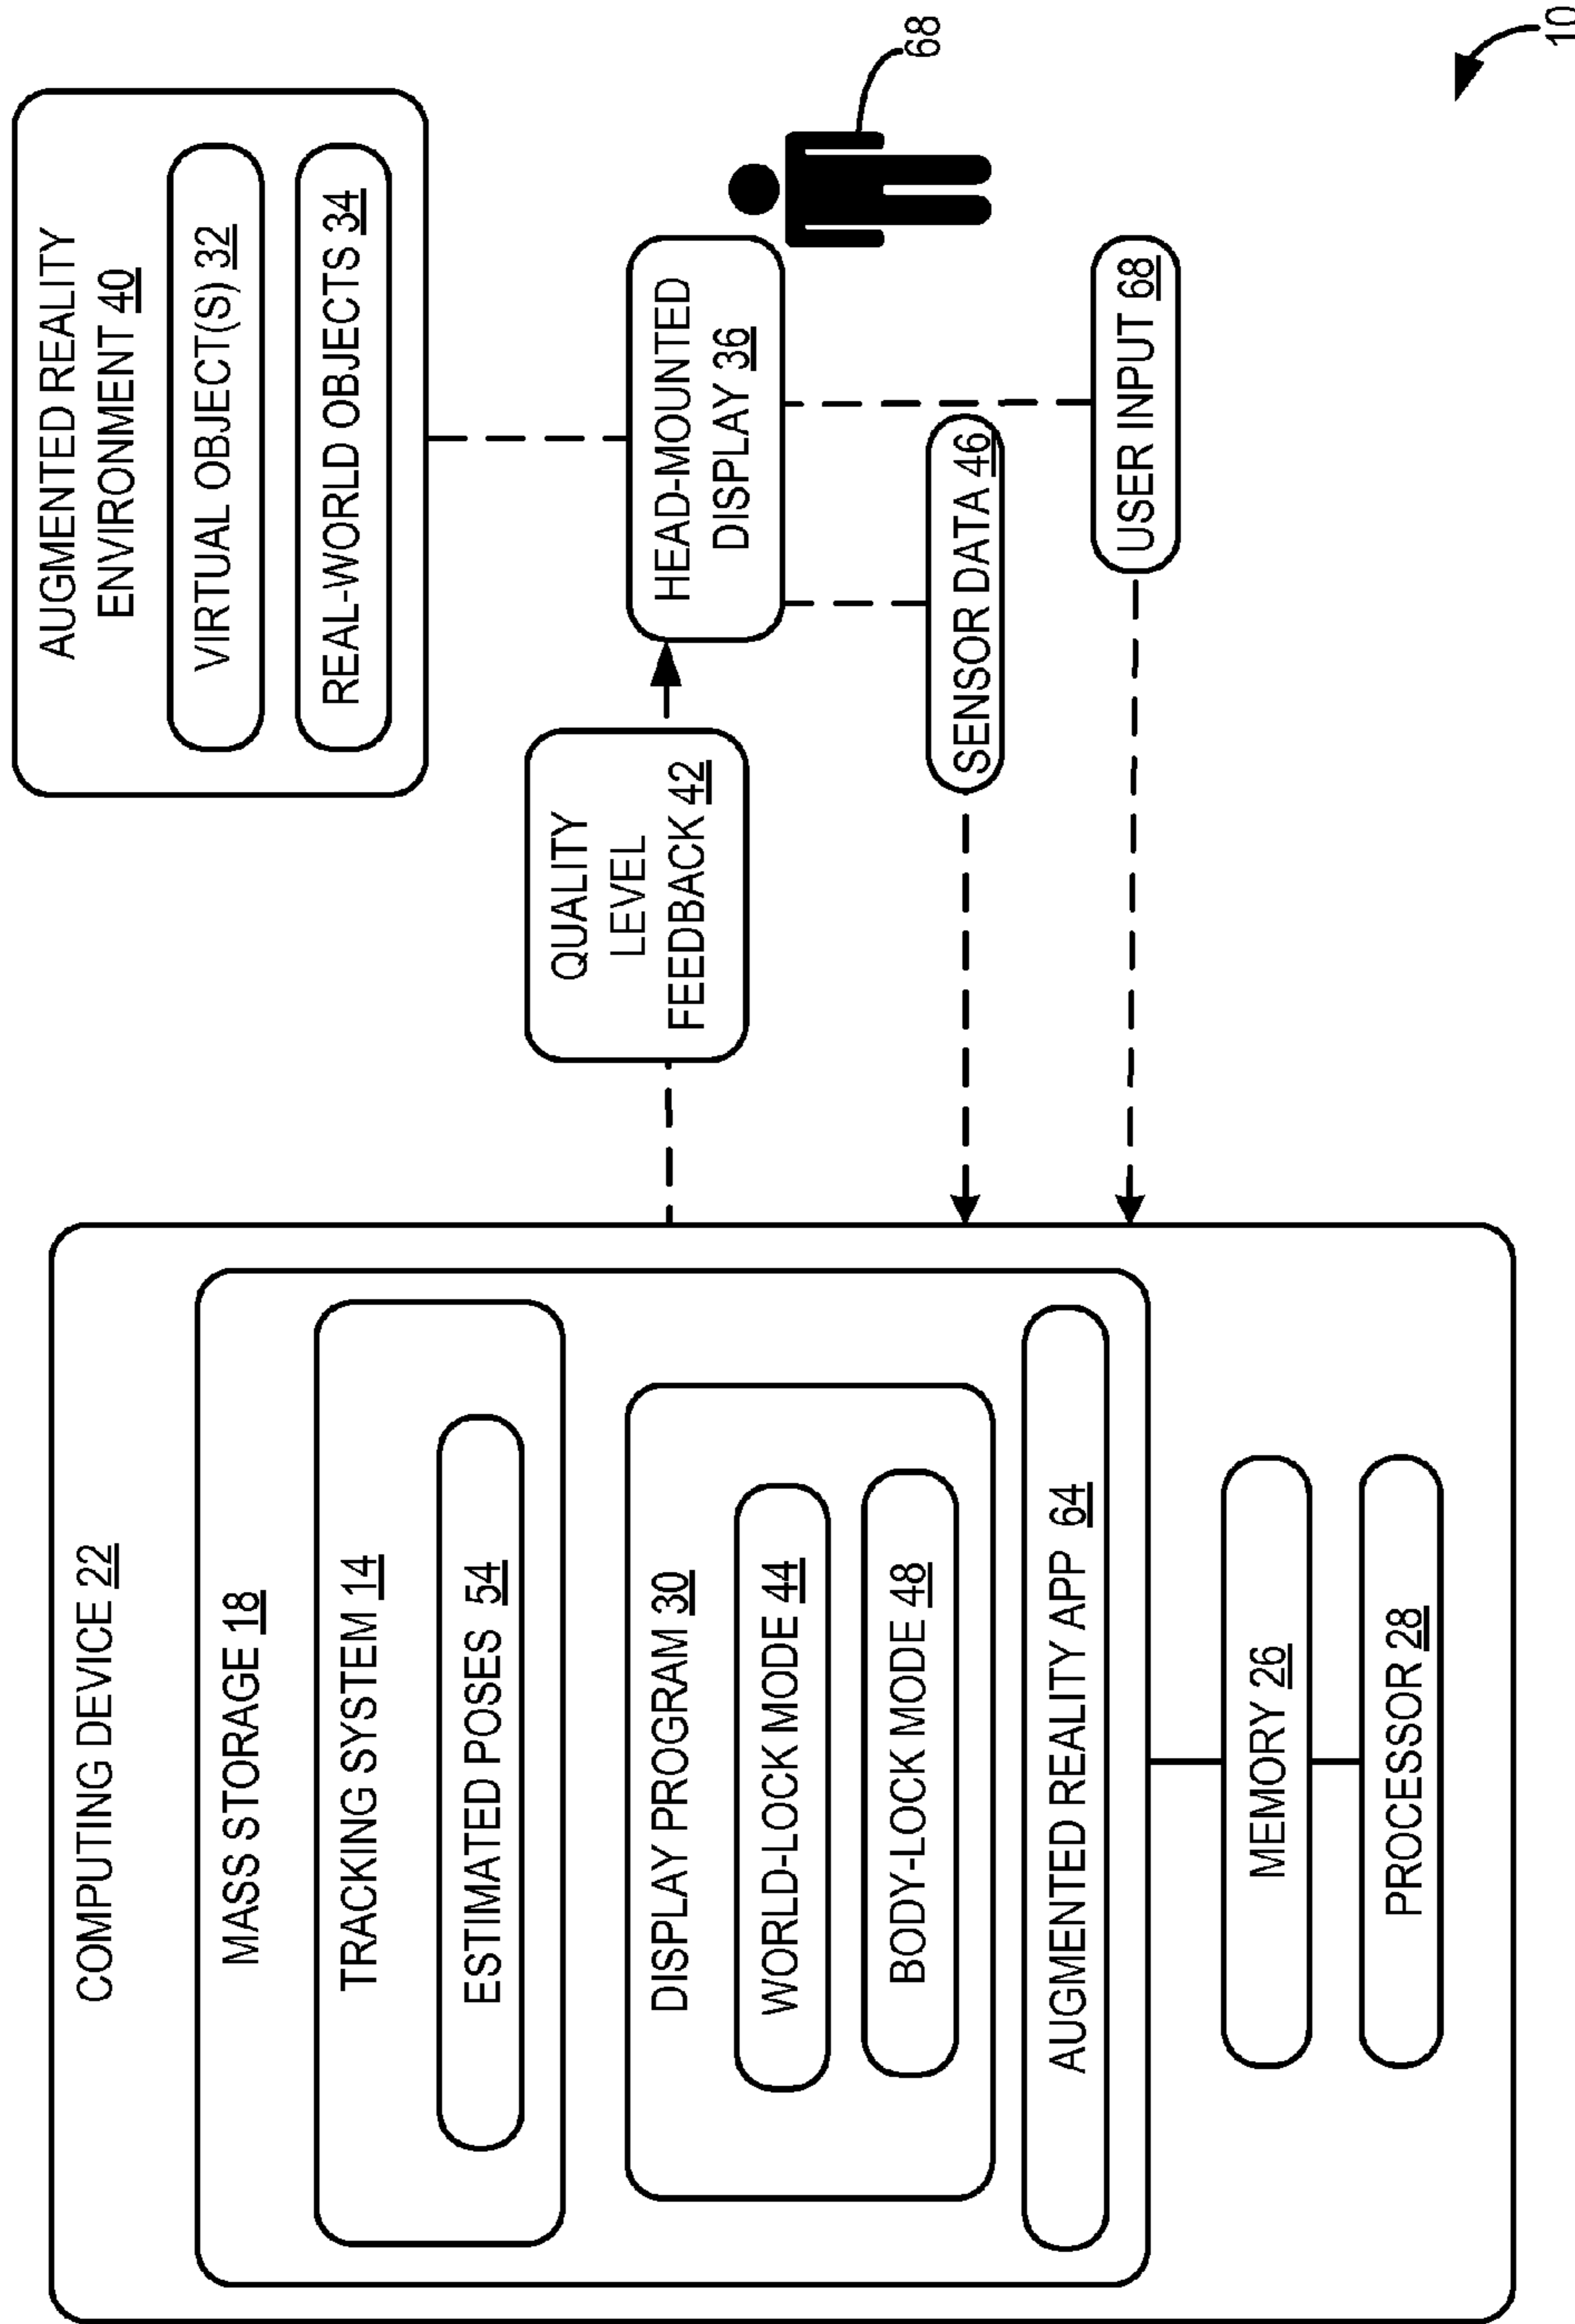 COMPUTING DEVICE 22
MASS STORAGE 18
TRACKING SYSTEM 14
ESTIMATED POSES 54
DISPLAY PROGRAM 30
WORLD-LOCK MODE 44
BODY-LOCK MODE 48
AUGMENTED REALITY APP 64
MEMORY 26
PROCESSOR 28
QUALITY
LEVEL
FEEDBACK 42
AUGMENTED REALITY
ENVIRONMENT 40
VIRTUAL OBJECT(S) 32
REAL-WORLD OBJECTS 34
HEAD-MOUNTED
DISPLAY 36
68
SENSOR DATA 46
USER INPUT 68
10